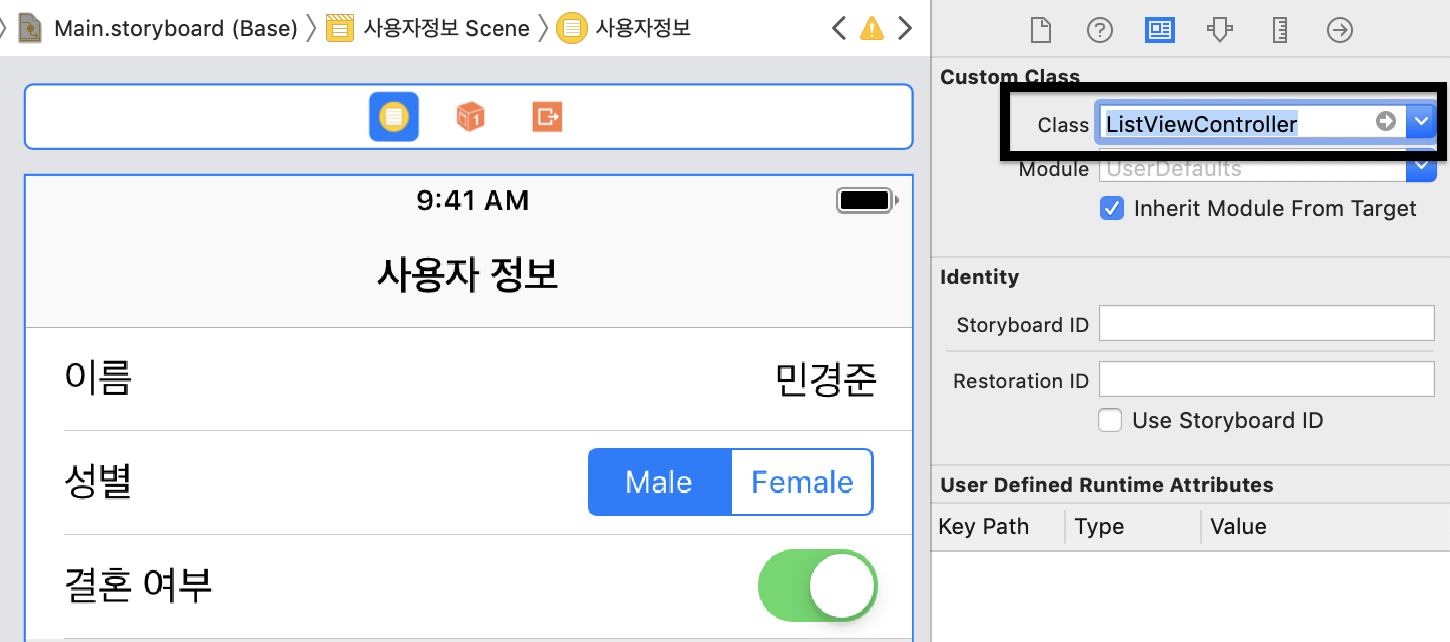 Main.storyboard (Base) 사용자정보 Scene 사용자정보
9:41 AM
사용자 정보
이름 민경준
성별 Male Female
결혼 여부
Custom Class
Class ListViewController
Module UserDefaults
Inherit Module From Target
Identity
Storyboard ID
Restoration ID
Use Storyboard ID
User Defined Runtime Attributes
Key Path Type Value